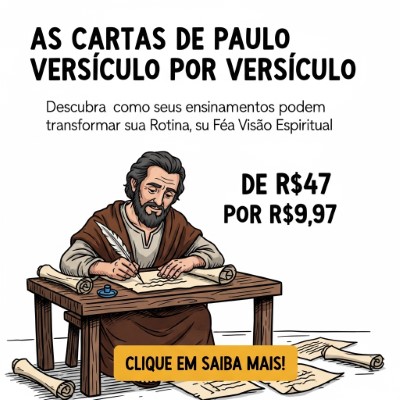 AS CARTAS DE PAULO
VERSÍCULO POR VERSÍCULO
Descubra como seus ensinamentos podem
transformar sua Rotina, su Féa Visão Espiritual
DE R$47
POR R$9,97
CLIQUE EM SAIBA MAIS!